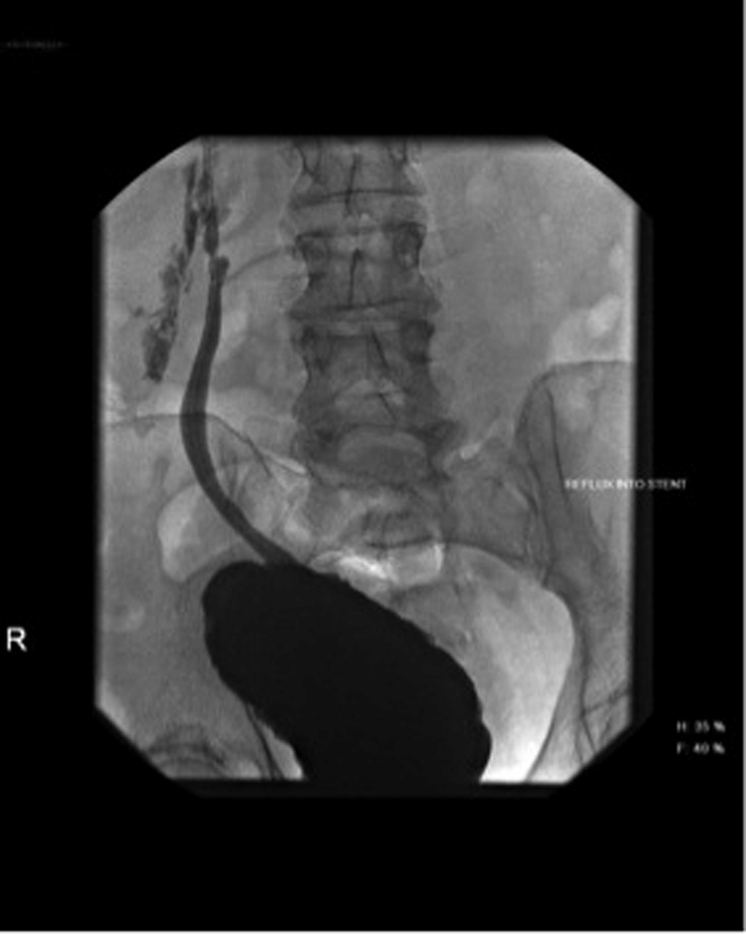 REFLUX INTO STENT
R
H: 35 %
F: 40 %